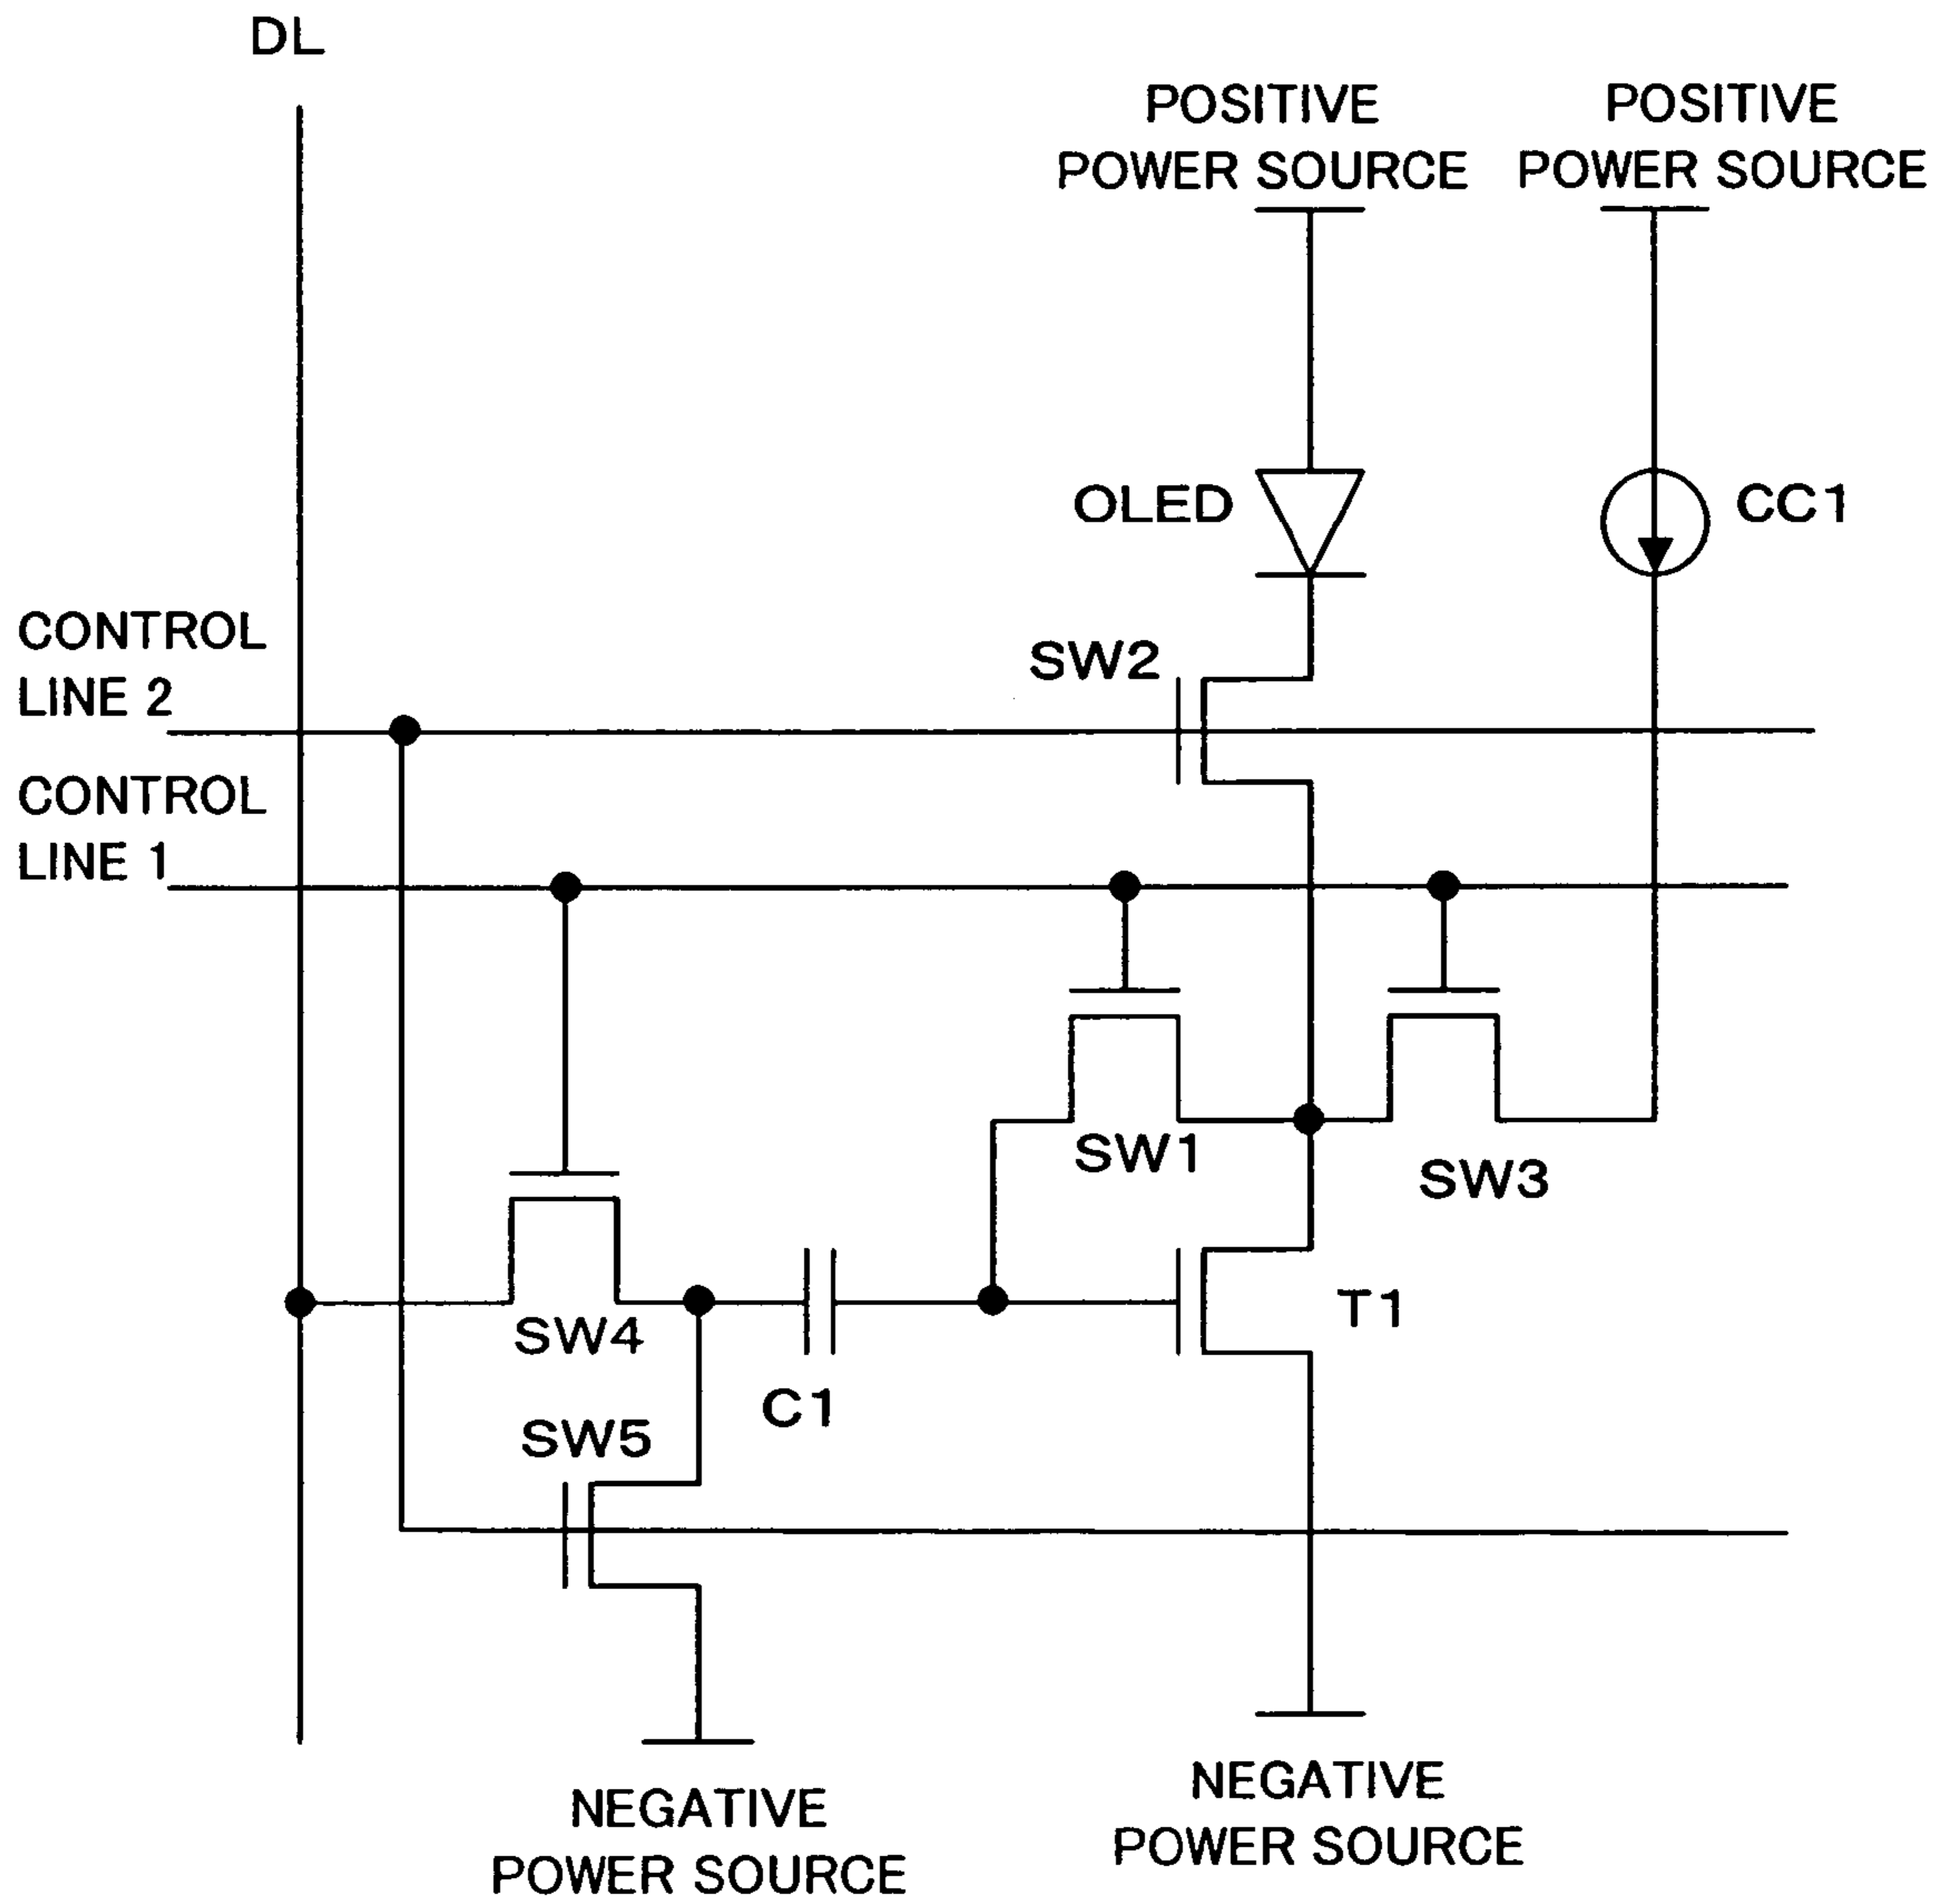 DL
POSITIVE
POWER SOURCE
POSITIVE
POWER SOURCE
OLED
CC1
CONTROL
LINE 2
SW2
CONTROL
LINE 1
SW1
SW3
SW4
T1
C1
SW5
NEGATIVE
POWER SOURCE
NEGATIVE
POWER SOURCE